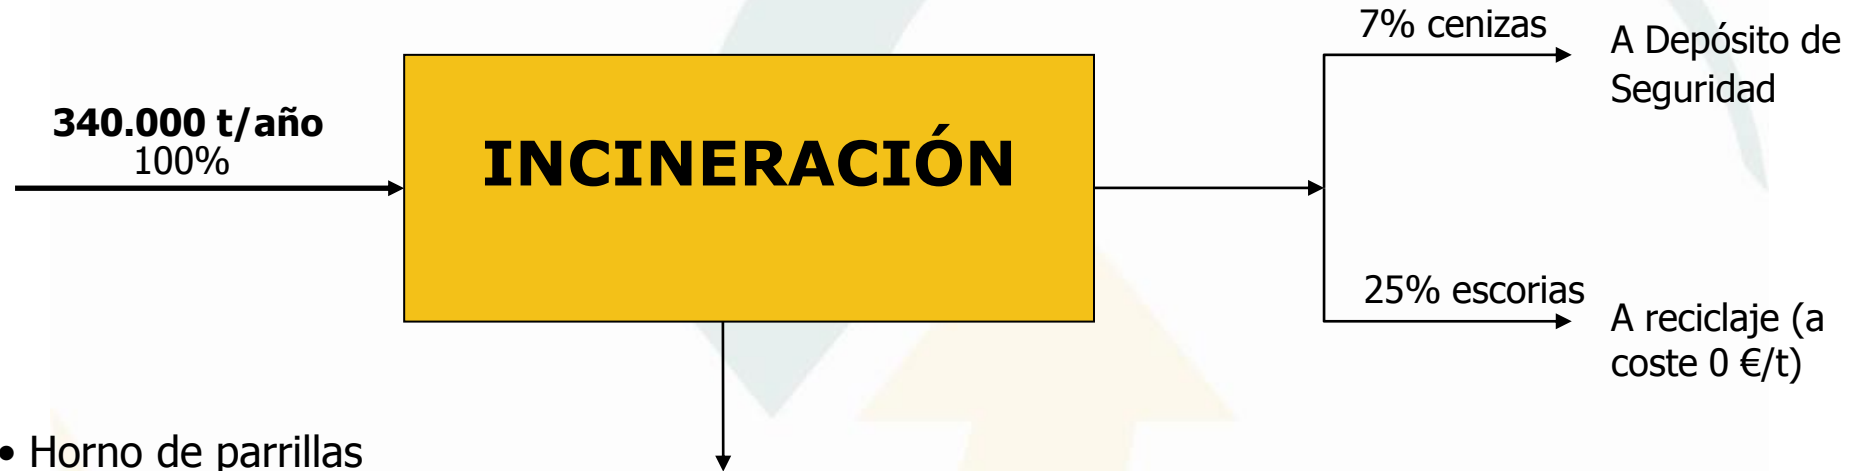 7% cenizas
A Depósito de
Seguridad
340.000 t/año
100%
INCINERACIÓN
25% escorias
A reciclaje (a
coste 0 €/t)
• Horno de parrillas